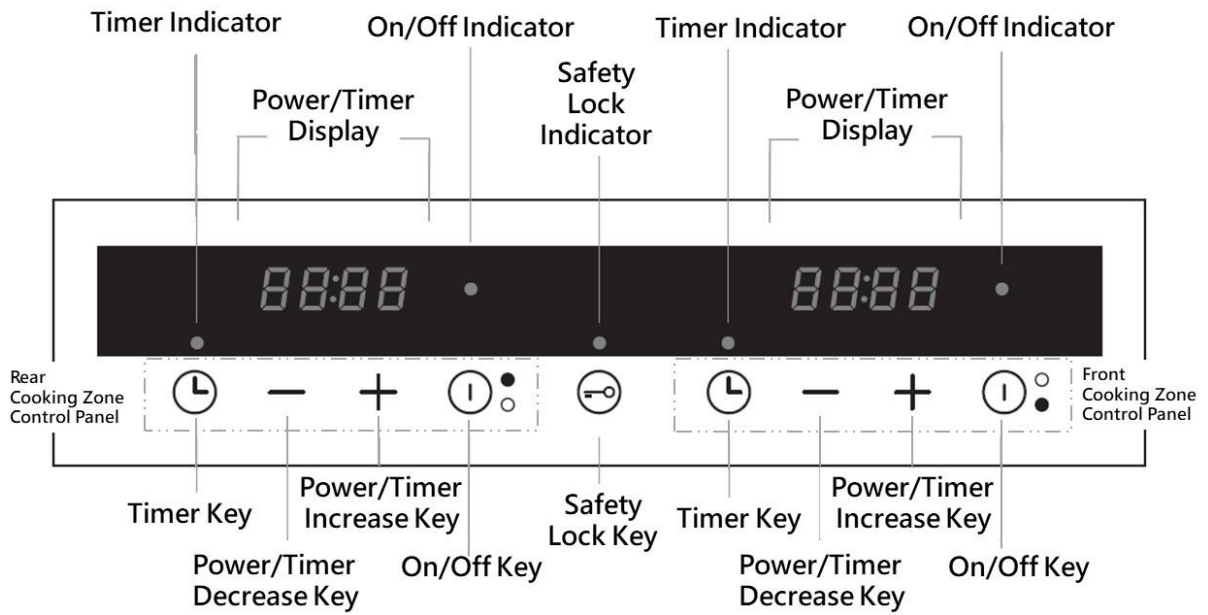 Timer Indicator
On/Off Indicator
Timer Indicator
On/Off Indicator
Power/Timer
Display
Safety
Lock
Indicator
Power/Timer
Display
88:88
88:88
Rear
Cooking Zone
Control Panel
Front
Cooking Zone
Control Panel
Timer Key
Power/Timer
Increase Key
Safety
Lock Key
Timer Key
Power/Timer
Increase Key
Power/Timer
Decrease Key
On/Off Key
Power/Timer
Decrease Key
On/Off Key